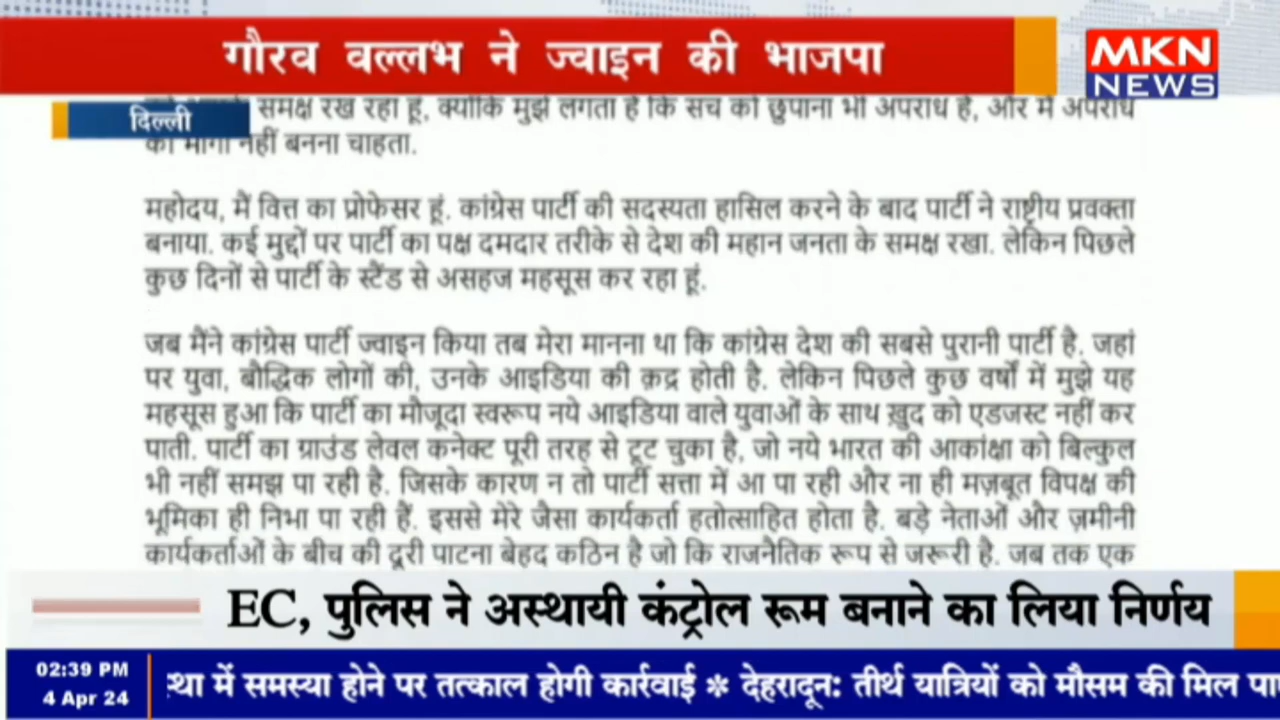 गौरव वल्लभ ने ज्वाइन की भाजपा
MKN
NEWS
दिल्ली
समक्ष रख रहा हूं, क्योंकि मुझे लगता है कि सच को छुपाना भी अपराध है, और मैं अपराध
का भागी नहीं बनना चाहता.
महोदय, मैं वित्त का प्रोफेसर हूं. कांग्रेस पार्टी की सदस्यता हासिल करने के बाद पार्टी ने राष्ट्रीय प्रवक्ता
बनाया. कई मुद्दों पर पार्टी का पक्ष दमदार तरीके से देश की महान जनता के समक्ष रखा. लेकिन पिछले
कुछ दिनों से पार्टी के स्टैंड से असहज महसूस कर रहा हूं.
जब मैंने कांग्रेस पार्टी ज्वाइन किया तब मेरा मानना था कि कांग्रेस देश की सबसे पुरानी पार्टी है. जहां
पर युवा, बौद्धिक लोगों की, उनके आइडिया की क़द्र होती है. लेकिन पिछले कुछ वर्षों में मुझे यह
महसूस हुआ कि पार्टी का मौजूदा स्वरूप नये आइडिया वाले युवाओं के साथ ख़ुद को एडजस्ट नहीं कर
पाती. पार्टी का ग्राउंड लेवल कनेक्ट पूरी तरह से टूट चुका है, जो नये भारत की आकांक्षा को बिल्कुल
भी नहीं समझ पा रही है. जिसके कारण न तो पार्टी सत्ता में आ पा रही और ना ही मज़बूत विपक्ष की
भूमिका ही निभा पा रही हैं. इससे मेरे जैसा कार्यकर्ता हतोत्साहित होता है. बड़े नेताओं और ज़मीनी
कार्यकर्ताओं के बीच की दूरी पाटना बेहद कठिन है जो कि राजनैतिक रूप से जरूरी है. जब तक एक
EC, पुलिस ने अस्थायी कंट्रोल रूम बनाने का लिया निर्णय
02:39 PM
4 Apr 24
स्था में समस्या होने पर तत्काल होगी कार्रवाई * देहरादून: तीर्थ यात्रियों को मौसम की मिल पा